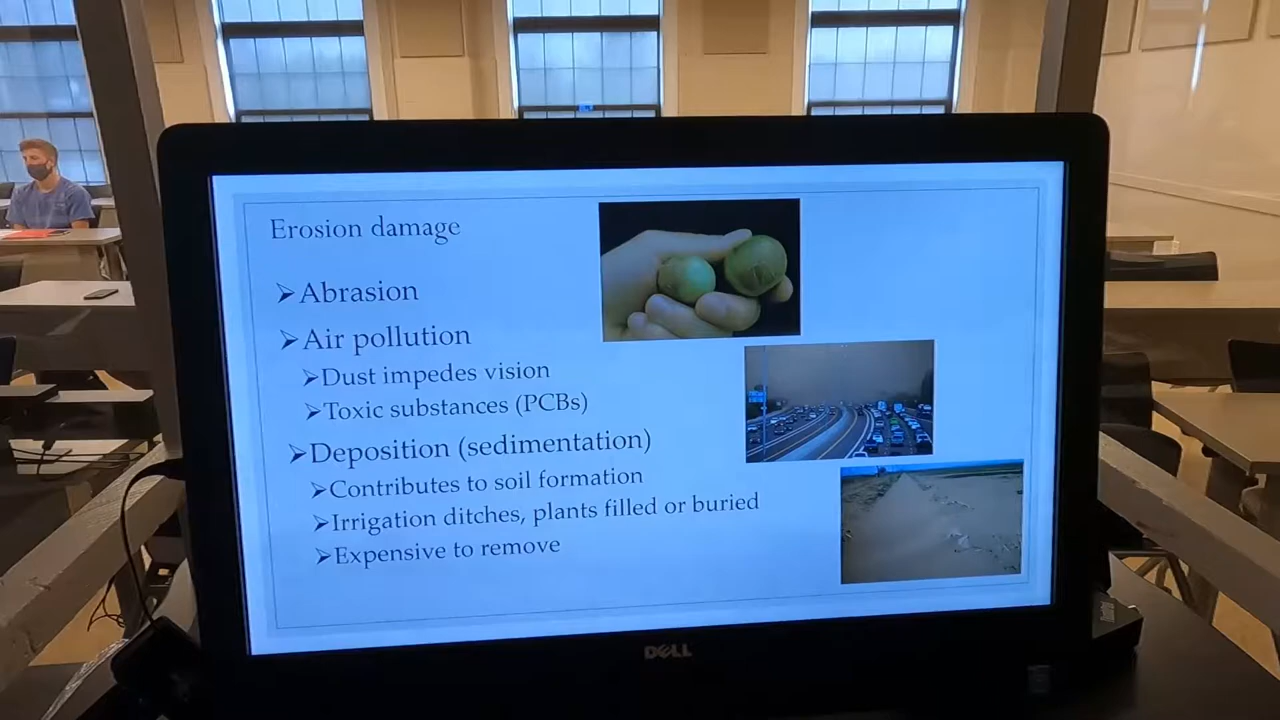 Erosion damage
➢Abrasion
➢Air pollution
➢Dust impedes vision
➢Toxic substances (PCBs)
➢Deposition (sedimentation)
➢Contributes to soil formation
➢Irrigation ditches, plants filled or buried
➢Expensive to remove
DELL